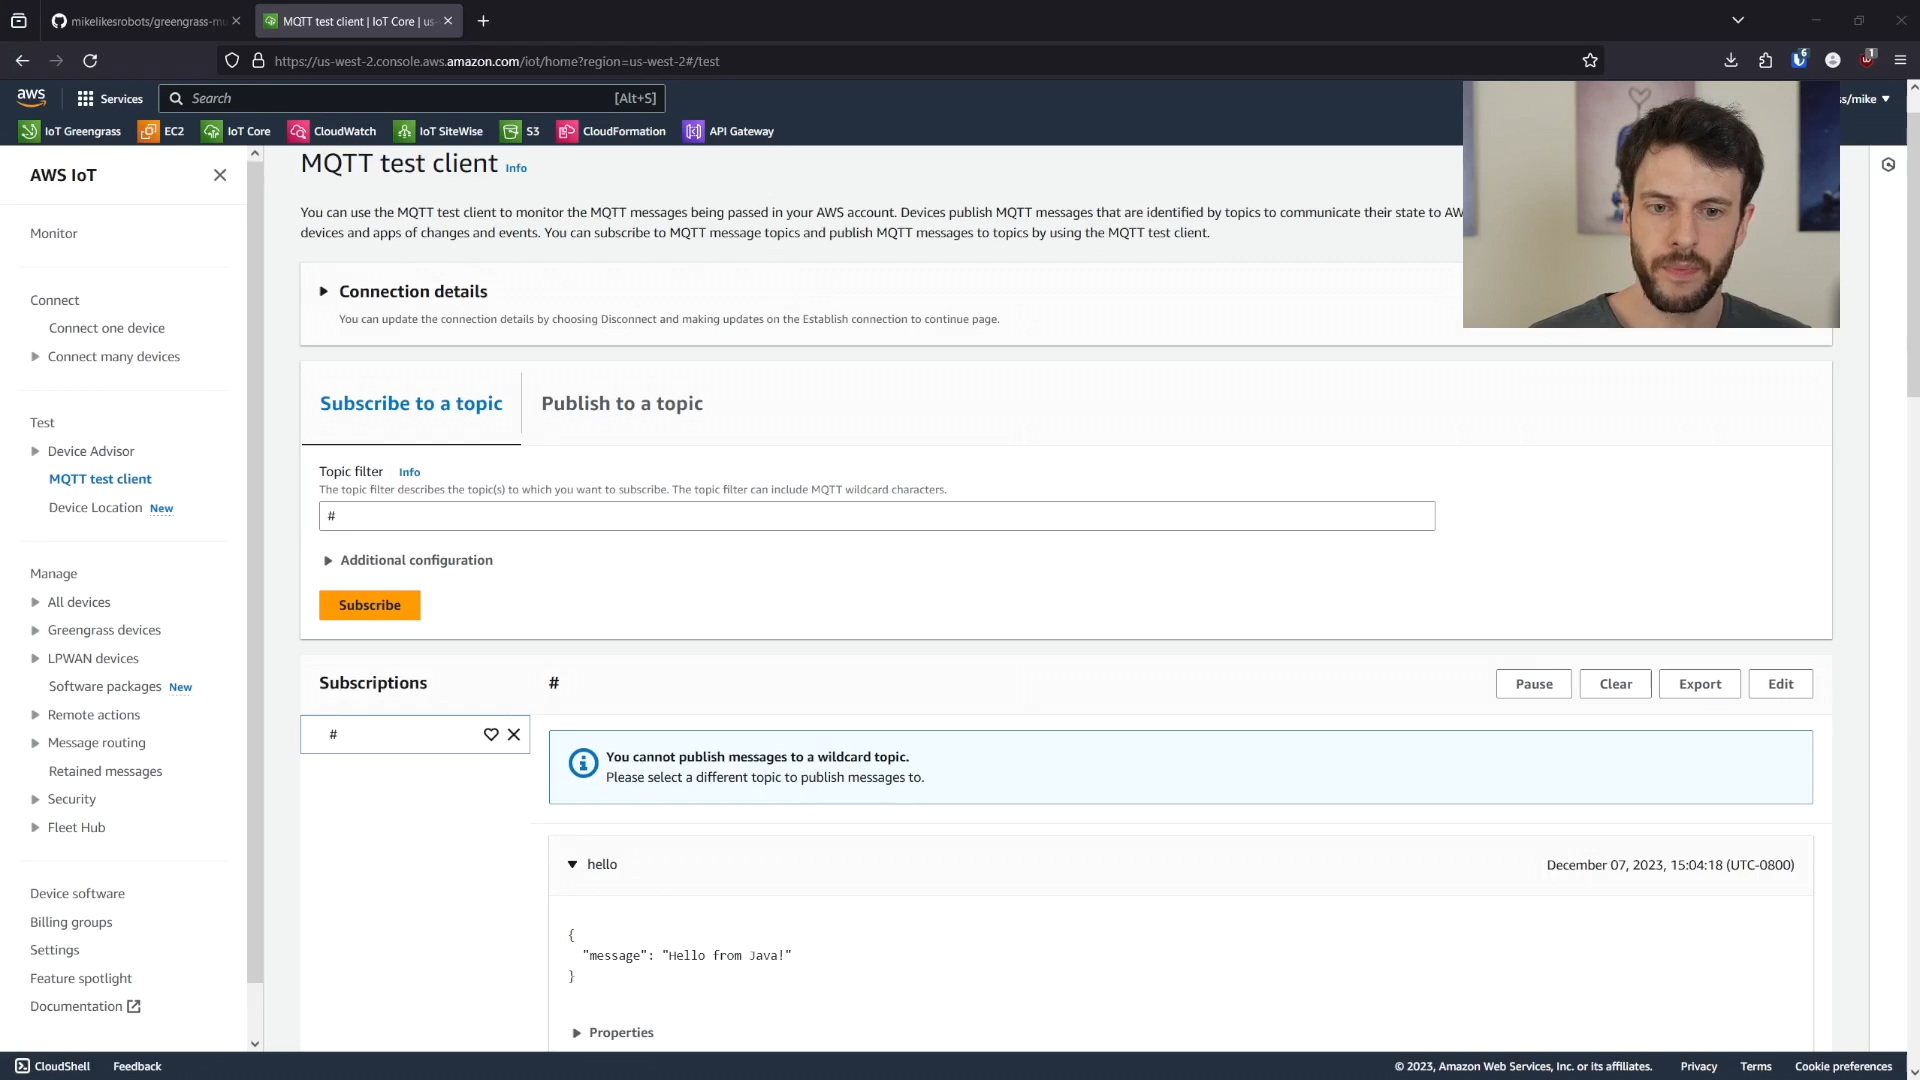 mikelikesrobots/greengrass-mu
MQTT test client | IoT Core | us-
https://us-west-2.console.aws.amazon.com/iot/home?region=us-west-2#/test
6
1
aws
Services
Search
[Alt+S]
s/mike
IoT Greengrass
EC2
IoT Core
CloudWatch
IoT SiteWise
S3
CloudFormation
API Gateway
AWS IoT
Monitor
Connect
Connect one device
Connect many devices
Test
Device Advisor
MQTT test client
Device Location New
Manage
All devices
Greengrass devices
LPWAN devices
Software packages New
Remote actions
Message routing
Retained messages
Security
Fleet Hub
Device software
Billing groups
Settings
Feature spotlight
Documentation
MQTT test client Info
You can use the MQTT test client to monitor the MQTT messages being passed in your AWS account. Devices publish MQTT messages that are identified by topics to communicate their state to AW
devices and apps of changes and events. You can subscribe to MQTT message topics and publish MQTT messages to topics by using the MQTT test client.
Connection details
You can update the connection details by choosing Disconnect and making updates on the Establish connection to continue page.
Subscribe to a topic
Publish to a topic
Topic filter Info
The topic filter describes the topic(s) to which you want to subscribe. The topic filter can include MQTT wildcard characters.
#
Additional configuration
Subscribe
Subscriptions
#
Pause
Clear
Export
Edit
#
You cannot publish messages to a wildcard topic.
Please select a different topic to publish messages to.
hello
December 07, 2023, 15:04:18 (UTC-0800)
{
"message": "Hello from Java!"
}
Properties
CloudShell
Feedback
© 2023, Amazon Web Services, Inc. or its affiliates.
Privacy
Terms
Cookie preferences